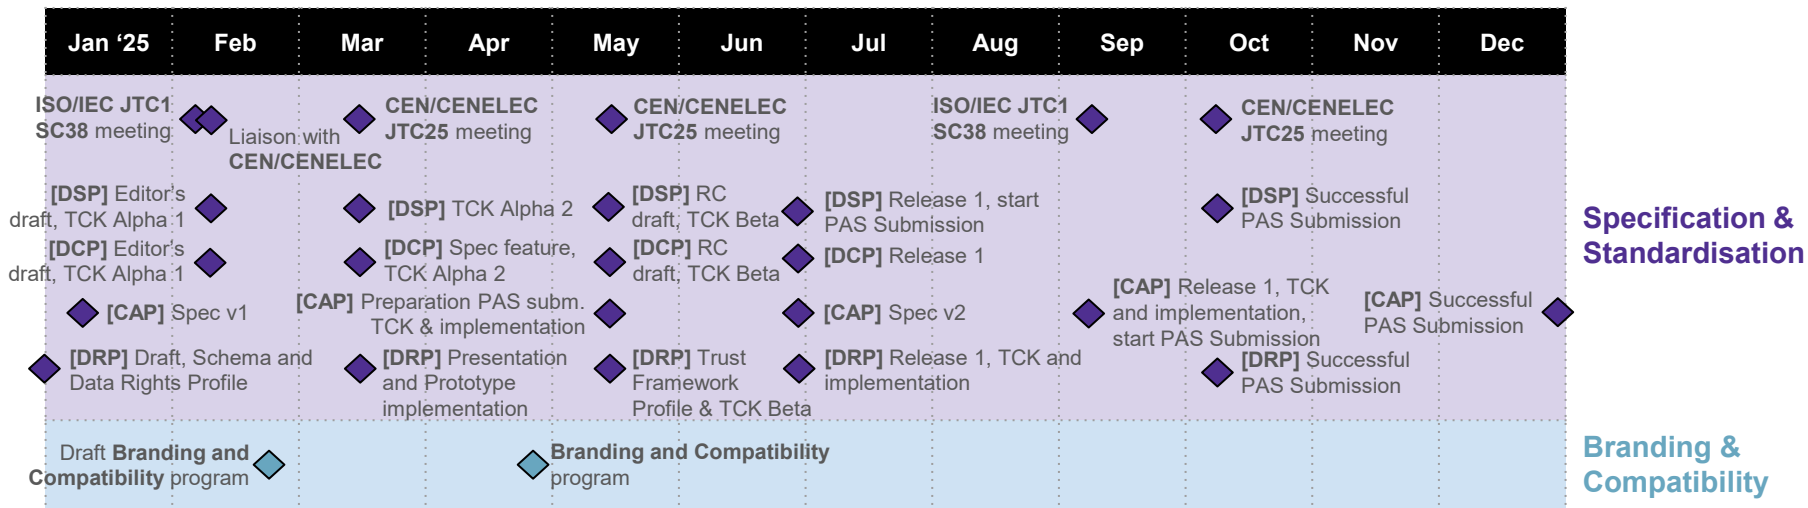 Jan ‘25 Feb Mar Apr May Jun Jul Aug Sep Oct Nov Dec
ISO/IEC JTC1
SC38 meeting
Liaison with
CEN/CENELEC
CEN/CENELEC
JTC25 meeting
CEN/CENELEC
JTC25 meeting
ISO/IEC JTC1
SC38 meeting
CEN/CENELEC
JTC25 meeting
[DSP] Editor’s
draft, TCK Alpha 1
[DSP] TCK Alpha 2
[DSP] RC
draft, TCK Beta
[DSP] Release 1, start
PAS Submission
[DSP] Successful
PAS Submission
[DCP] Editor’s
draft, TCK Alpha 1
[DCP] Spec feature,
TCK Alpha 2
[DCP] RC
draft, TCK Beta
[DCP] Release 1
[CAP] Spec v1
[CAP] Preparation PAS subm.
TCK & implementation
[CAP] Spec v2
[CAP] Release 1, TCK
and implementation,
start PAS Submission
[CAP] Successful
PAS Submission
[DRP] Draft, Schema and
Data Rights Profile
[DRP] Presentation
and Prototype
implementation
[DRP] Trust
Framework
Profile & TCK Beta
[DRP] Release 1, TCK and
implementation
[DRP] Successful
PAS Submission
Specification &
Standardisation
Draft Branding and
Compatibility program
Branding and Compatibility
program
Branding &
Compatibility